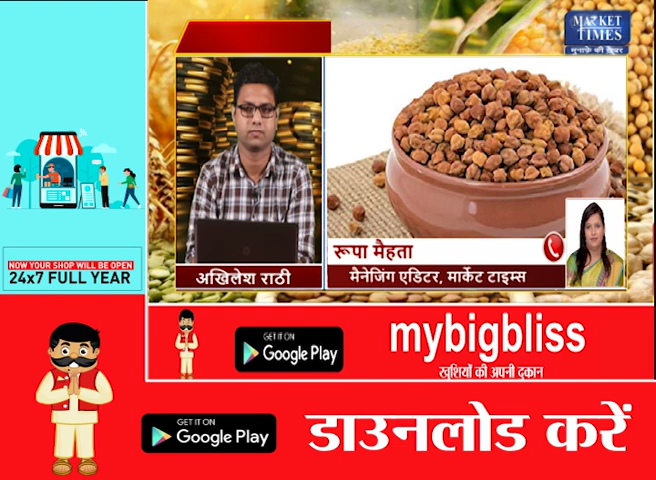 MARKET
TIMES
मुनाफ़े की ख़बर
रूपा मैहता
अखिलेश राठी
मैनेजिंग एडिटर, मार्केट टाइम्स
NOW YOUR SHOP WILL BE OPEN
24x7 FULL YEAR
GET IT ON
Google Play
mybigbliss
खुशियों की अपनी दुकान
GET IT ON
Google Play
डाउनलोड करें